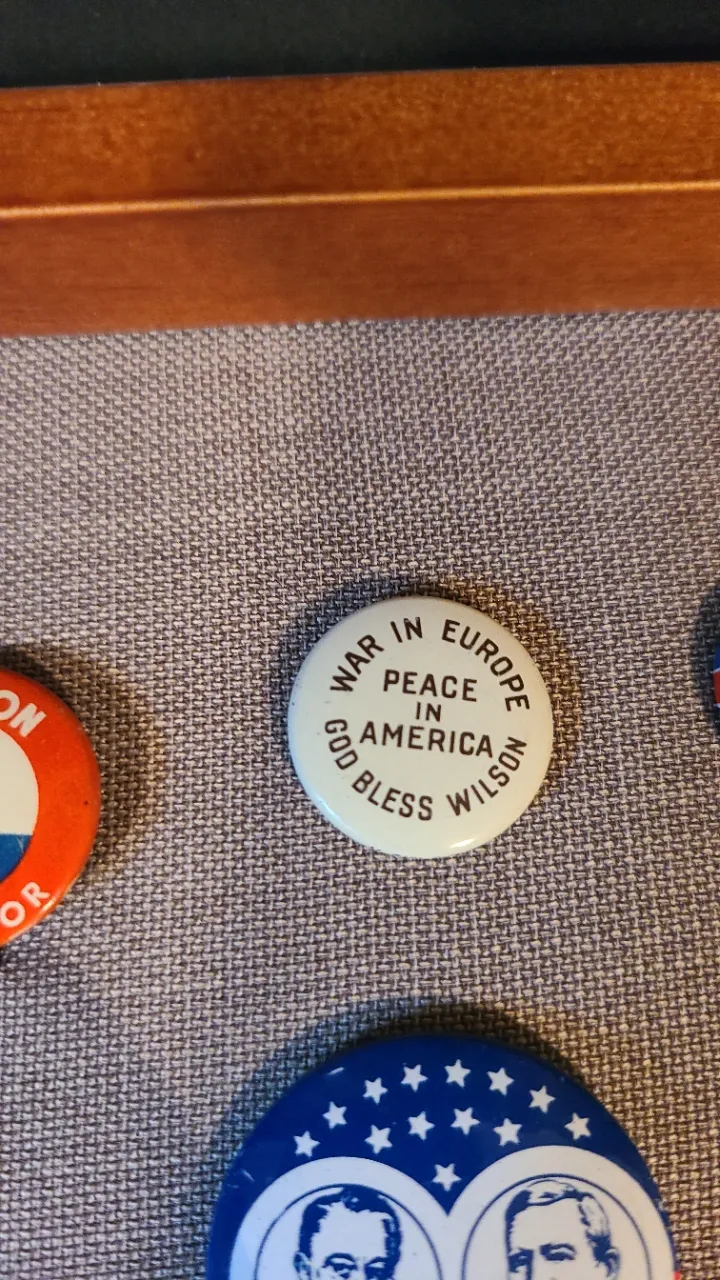 WAR IN EUROPE
PEACE
IN
AMERICA
GOD BLESS WILSON
ON
OR